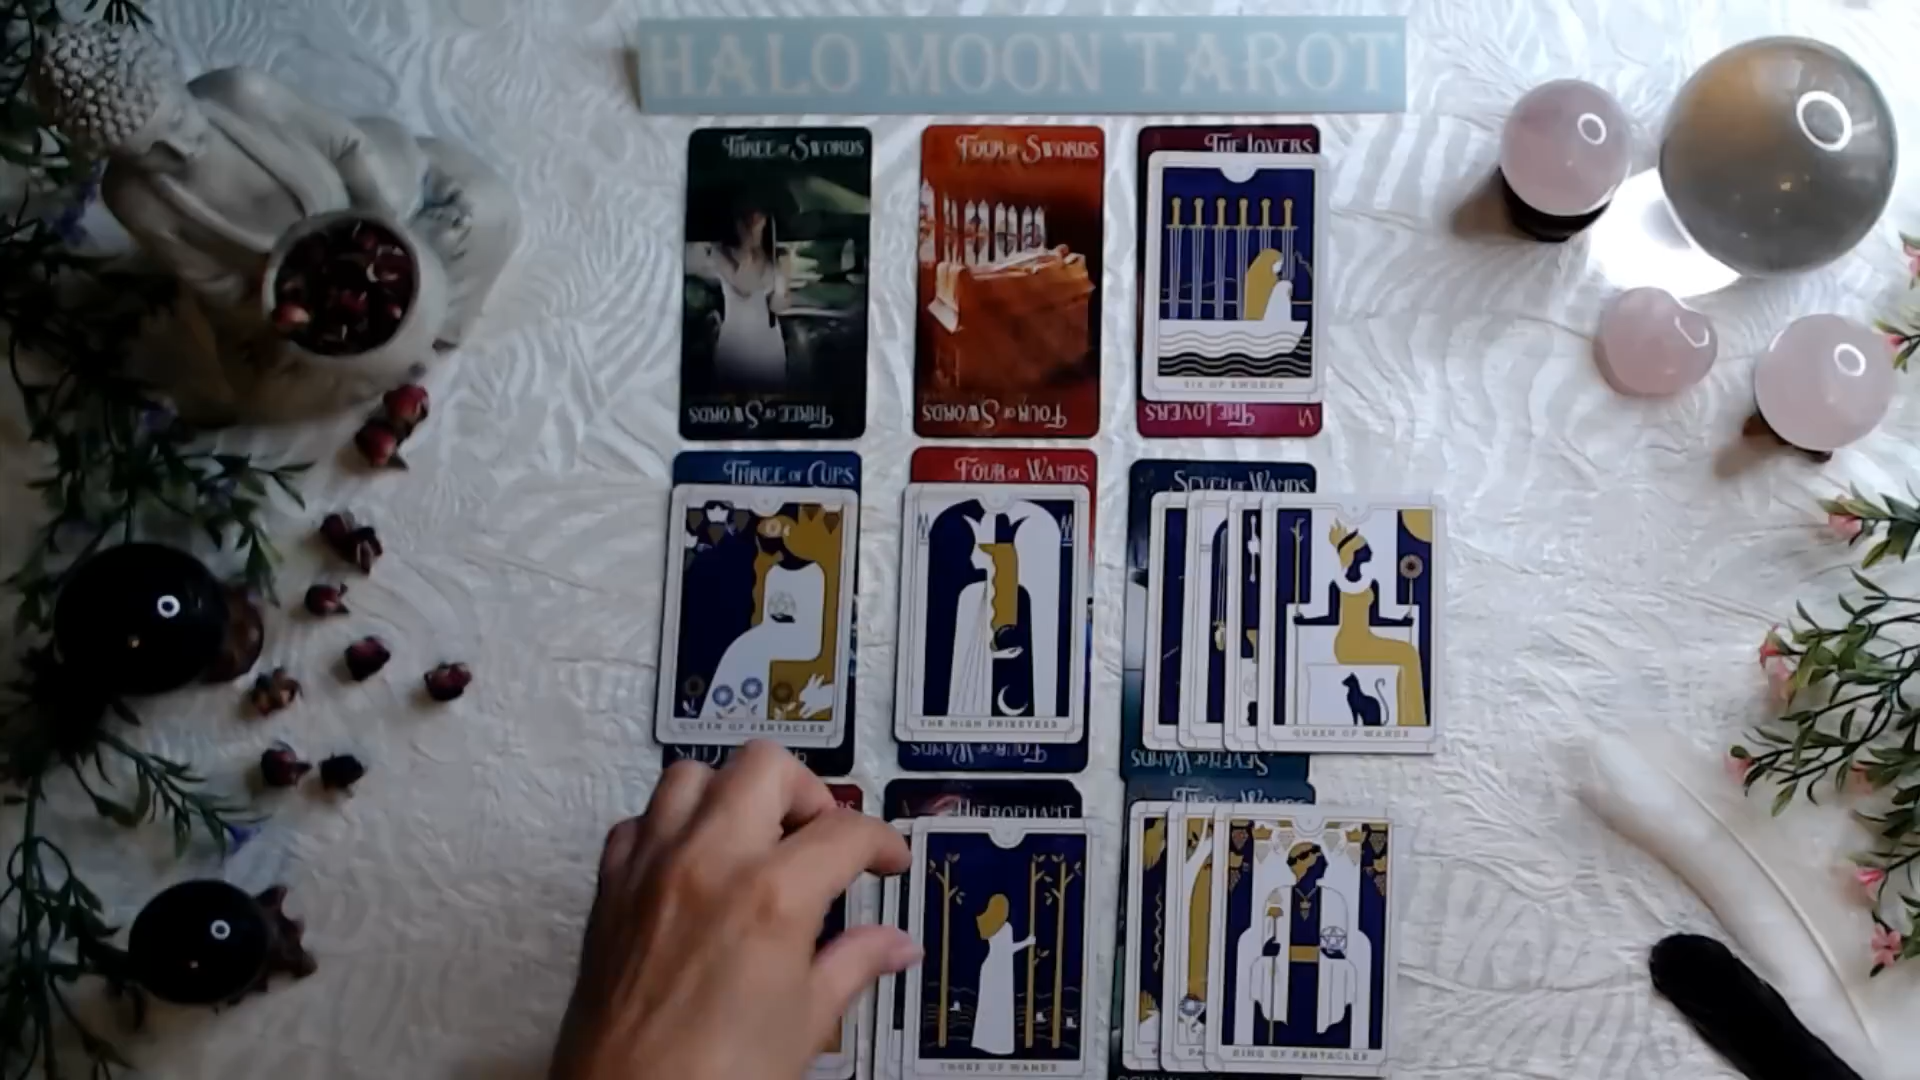 HALO MOON TAROT
THREE OF SWORDS
FOUR OF SWORDS
THE LOVERS
SIX OF SWORDS
THREE OF SWORDS
FOUR OF SWORDS
THE LOVERS
VI
THREE OF CUPS
FOUR OF WANDS
SEVEN OF WANDS
QUEEN OF PENTACLES
THE HIGH PRIESTESS
QUEEN OF WANDS
CUPS
FOUR OF WANDS
SEVEN OF WANDS
HIEROPHANT
THREE OF WANDS
PA
KING OF PENTACLES